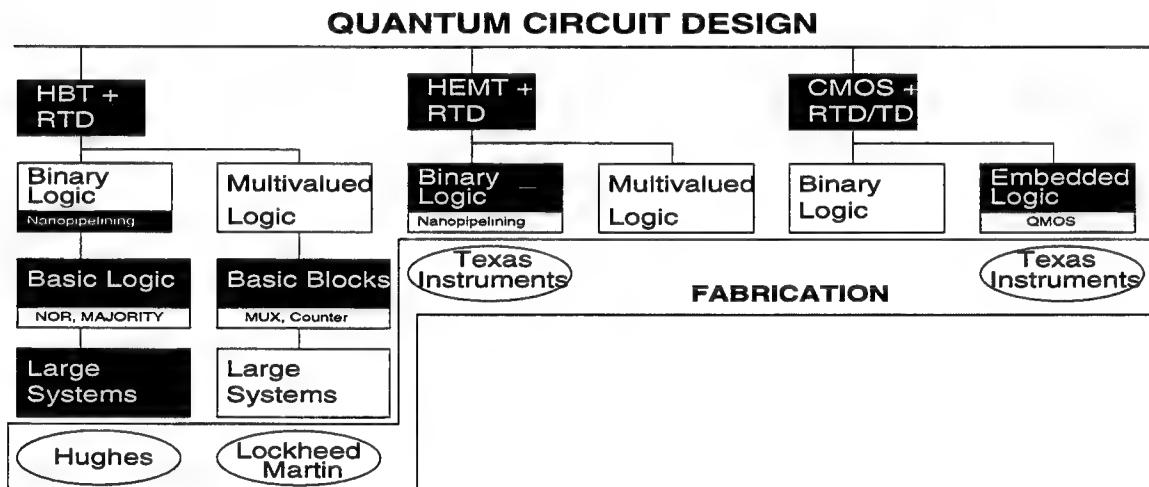 QUANTUM CIRCUIT DESIGN
HBT +
RTD
HEMT +
RTD
CMOS +
RTD/TD
Binary
Logic
Nanopipelining
Multivalued
Logic
Binary
Logic
Nanopipelining
Multivalued
Logic
Binary
Logic
Embedded
Logic
QMOS
Basic Logic
NOR, MAJORITY
Basic Blocks
MUX, Counter
Texas
Instruments
Texas
Instruments
FABRICATION
Large
Systems
Large
Systems
Hughes
Lockheed
Martin